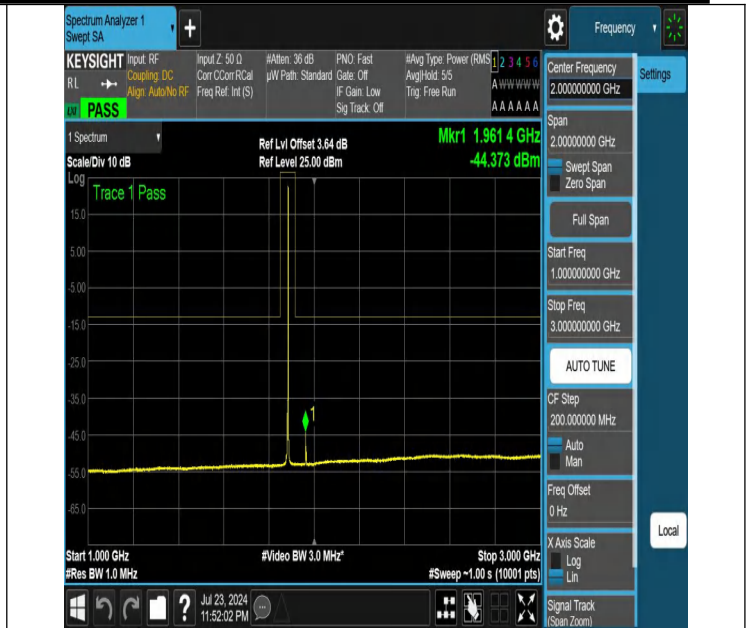 Spectrum Analyzer 1
Swept SA
+
Frequency
KEYSIGHT
RL
PASS
Input: RF
Coupling: DC
Align: Auto/No RF
Input Z: 50 Ω
Corr CCorr RCal
Freq Ref: Int (S)
#Atten: 36 dB
µW Path: Standard
PNO: Fast
Gate: Off
IF Gain: Low
Sig Track: Off
#Avg Type: Power (RMS
Avg|Hold: 5/5
Trig: Free Run
1 2 3 4 5 6
A W W W W W
A A A A A A
1 Spectrum
Scale/Div 10 dB
Ref Lvl Offset 3.64 dB
Ref Level 25.00 dBm
Mkr1 1.961 4 GHz
-44.373 dBm
Log
Trace 1 Pass
15.0
5.00
-5.00
-15.0
-25.0
-35.0
1
-45.0
-55.0
-65.0
Start 1.000 GHz
#Res BW 1.0 MHz
#Video BW 3.0 MHz*
Stop 3.000 GHz
#Sweep ~1.00 s (10001 pts)
?
Jul 23, 2024
11:52:02 PM
Center Frequency
2.000000000 GHz
Span
2.00000000 GHz
Swept Span
Zero Span
Full Span
Start Freq
1.000000000 GHz
Stop Freq
3.000000000 GHz
AUTO TUNE
CF Step
200.000000 MHz
Auto
Man
Freq Offset
0 Hz
X Axis Scale
Log
Lin
Signal Track
(Span Zoom)
Settings
Local